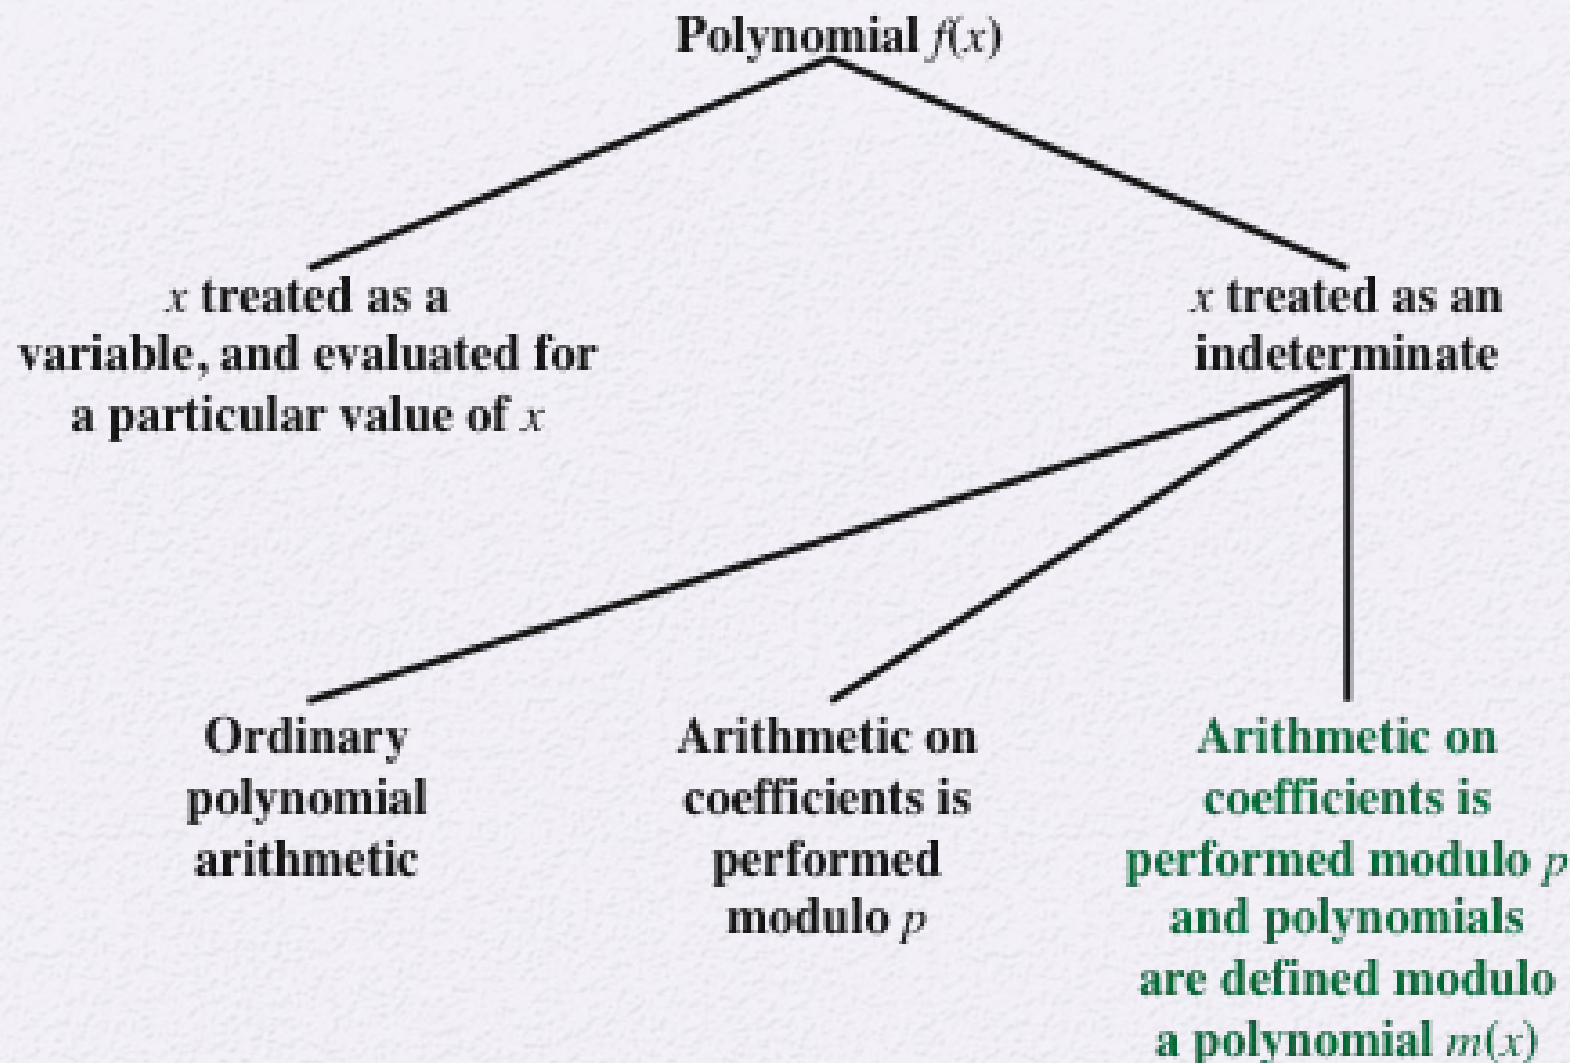 Polynomial f(x)
x treated as a
variable, and evaluated for
a particular value of x
x treated as an
indeterminate
Ordinary
polynomial
arithmetic
Arithmetic on
coefficients is
performed
modulo p
Arithmetic on
coefficients is
performed modulo p
and polynomials
are defined modulo
a polynomial m(x)